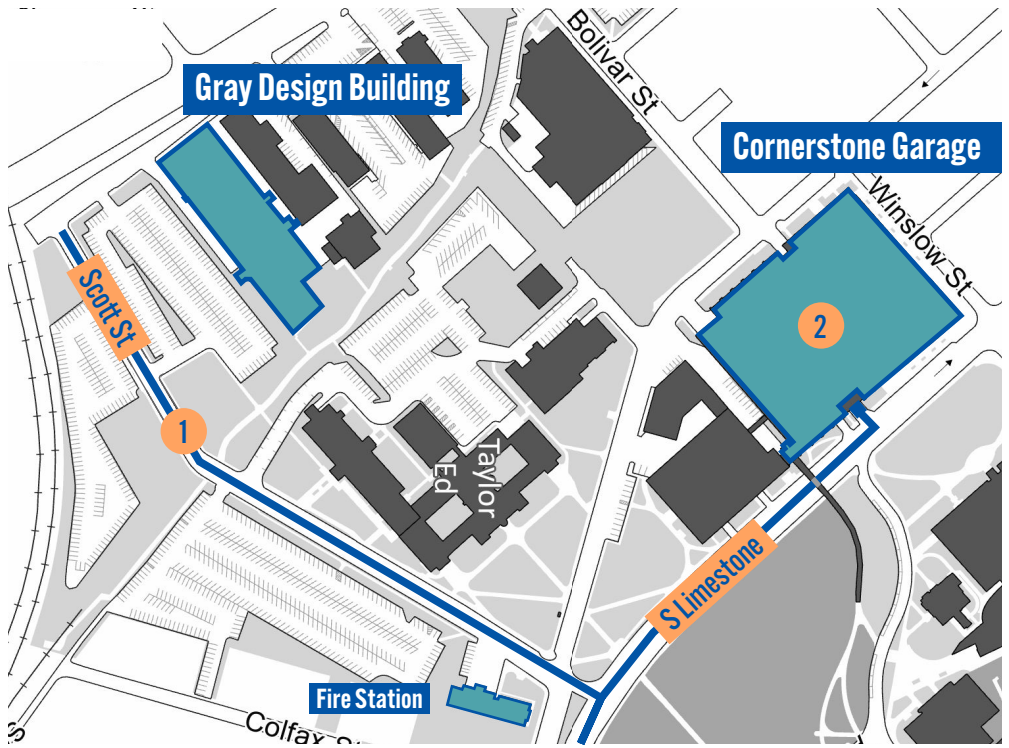 Bolivar St
Gray Design Building
Cornerstone Garage
Winslow St
Scott St
2
1
Taylor
Ed
S Limestone
Fire Station
Colfax St